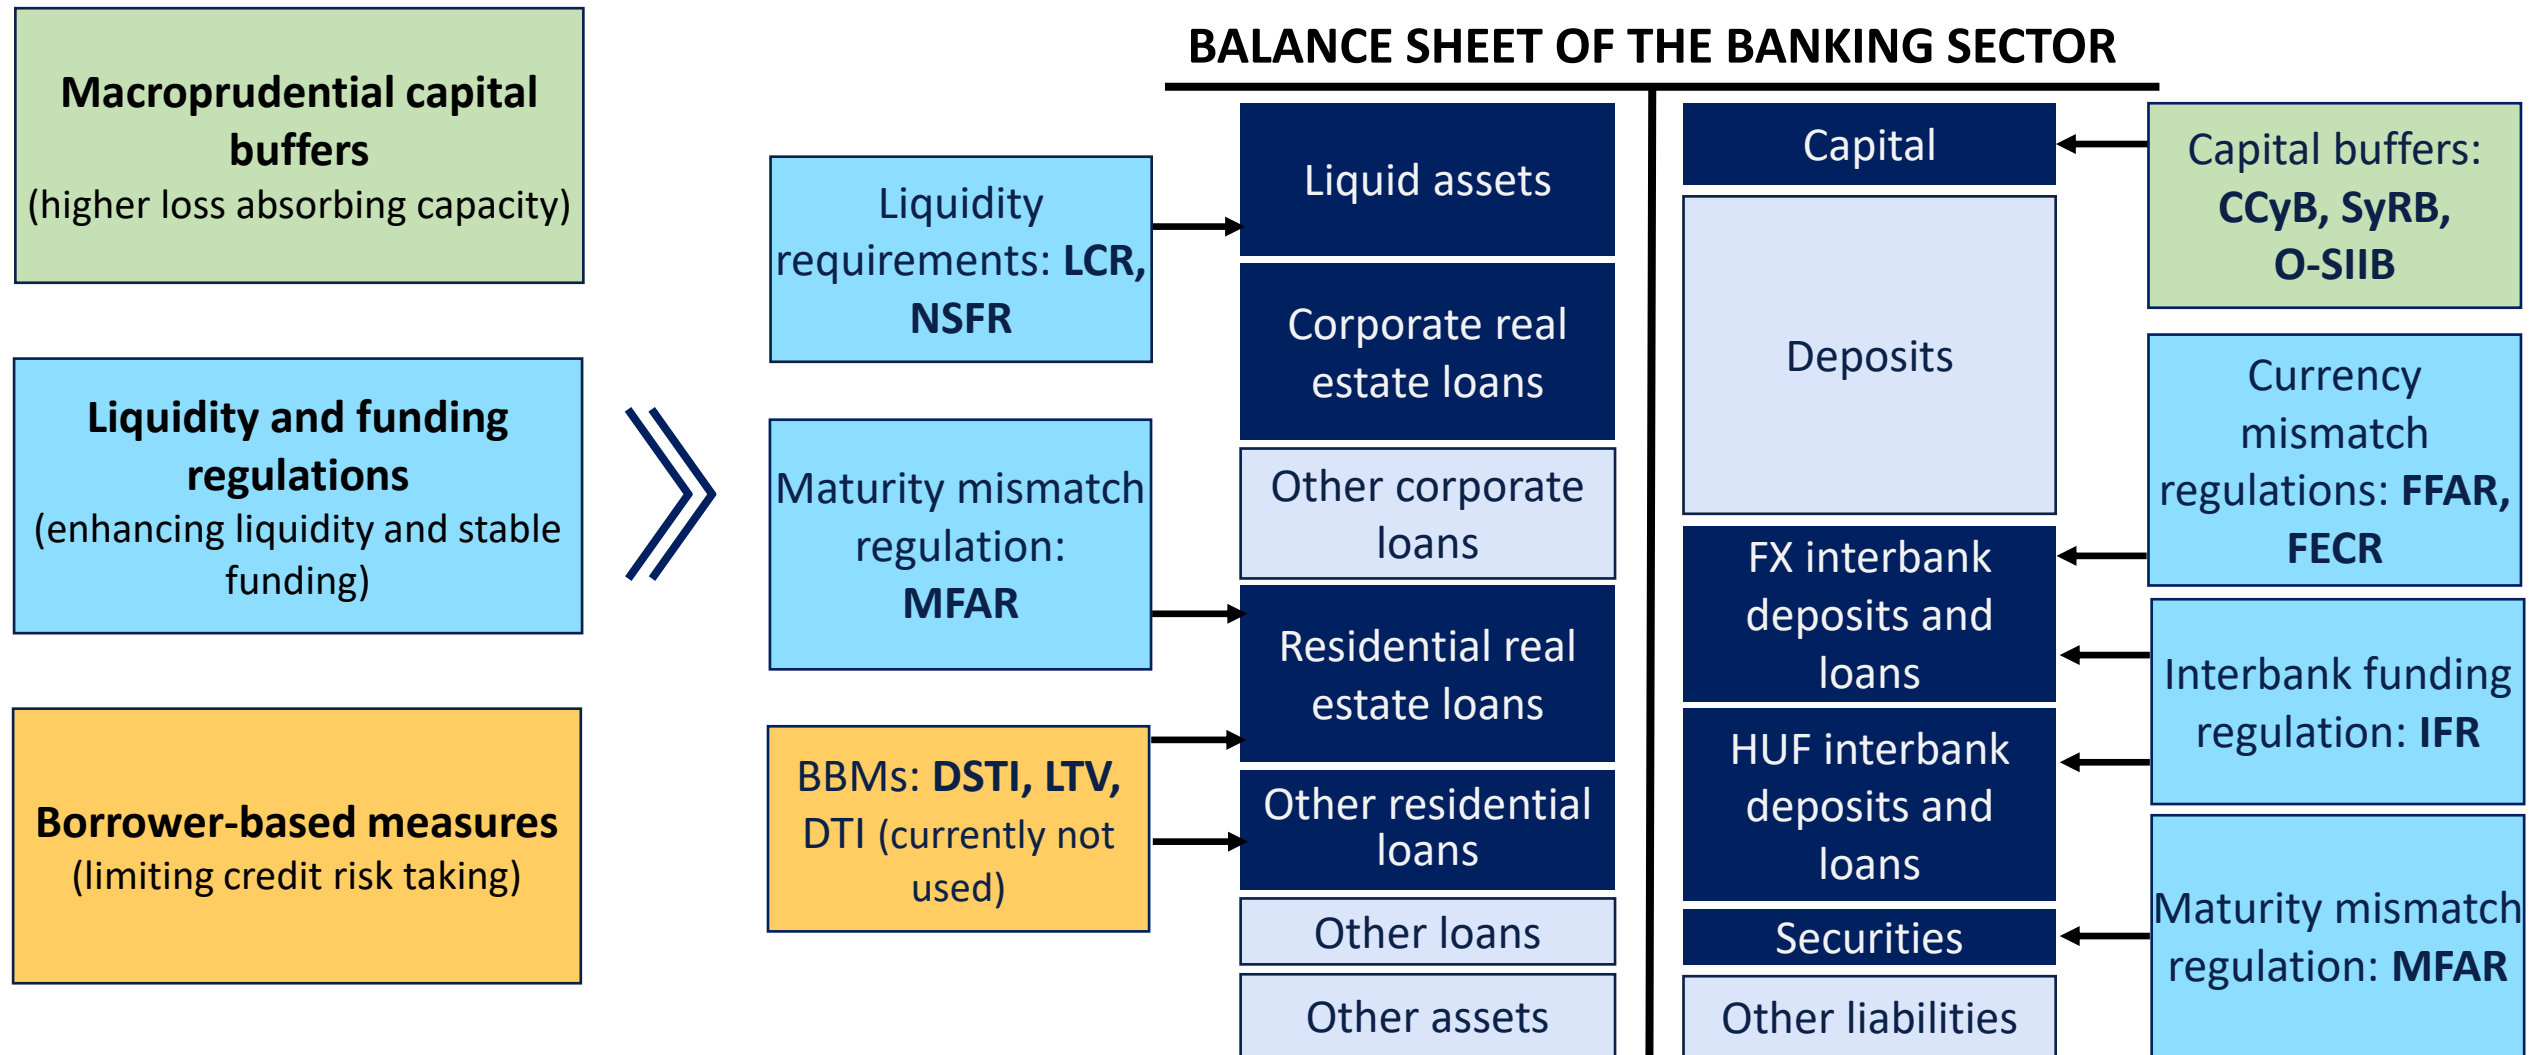 BALANCE SHEET OF THE BANKING SECTOR
Macroprudential capital
buffers
(higher loss absorbing capacity)
Liquidity and funding
regulations
(enhancing liquidity and stable
funding)
Borrower-based measures
(limiting credit risk taking)
Liquidity
requirements: LCR,
NSFR
Maturity mismatch
regulation:
MFAR
BBMs: DSTI, LTV,
DTI (currently not
used)
Liquid assets
Corporate real
estate loans
Other corporate
loans
Residential real
estate loans
Other residential
loans
Other loans
Other assets
Capital
Deposits
FX interbank
deposits and
loans
HUF interbank
deposits and
loans
Securities
Other liabilities
Capital buffers:
CCyB, SyRB,
O-SIIB
Currency
mismatch
regulations: FFAR,
FECR
Interbank funding
regulation: IFR
Maturity mismatch
regulation: MFAR